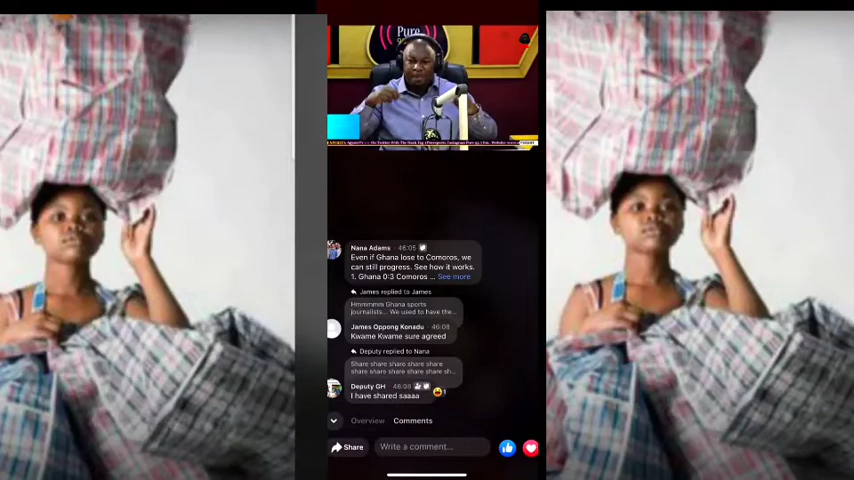 Pure
Nana Adams · 46:05
Even if Ghana lose to Comoros, we
can still progress. See how it works.
1. Ghana 0:3 Comoros ... See more
James replied to James
Hmmmmm Ghana sports
journalists... We used to have the...
James Oppong Konadu · 46:08
Kwame Kwame sure agreed
Deputy replied to Nana
Share share share share share
share share share share share sh...
Deputy GH · 46:08
I have shared saaaa
Overview Comments
Share Write a comment...